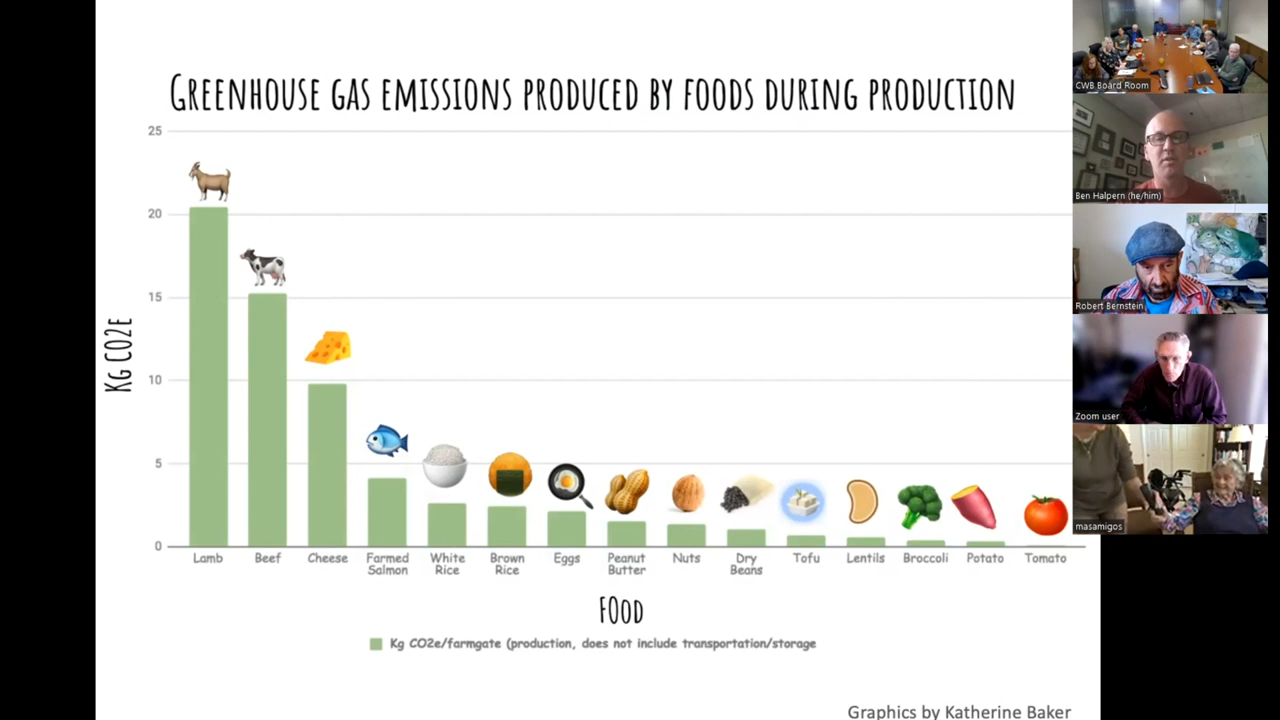 GREENHOUSE GAS EMISSIONS PRODUCED BY FOODS DURING PRODUCTION
25
20
15
10
5
0
KG CO2E
Lamb
Beef
Cheese
Farmed
Salmon
White
Rice
Brown
Rice
Eggs
Peanut
Butter
Nuts
Dry
Beans
Tofu
Lentils
Broccoli
Potato
Tomato
FOOD
Kg CO2e/farmgate (production, does not include transportation/storage
Graphics by Katherine Baker
CWB Board Room
Ben Halpern (he/him)
Robert Bernstein
Zoom user
masamigos